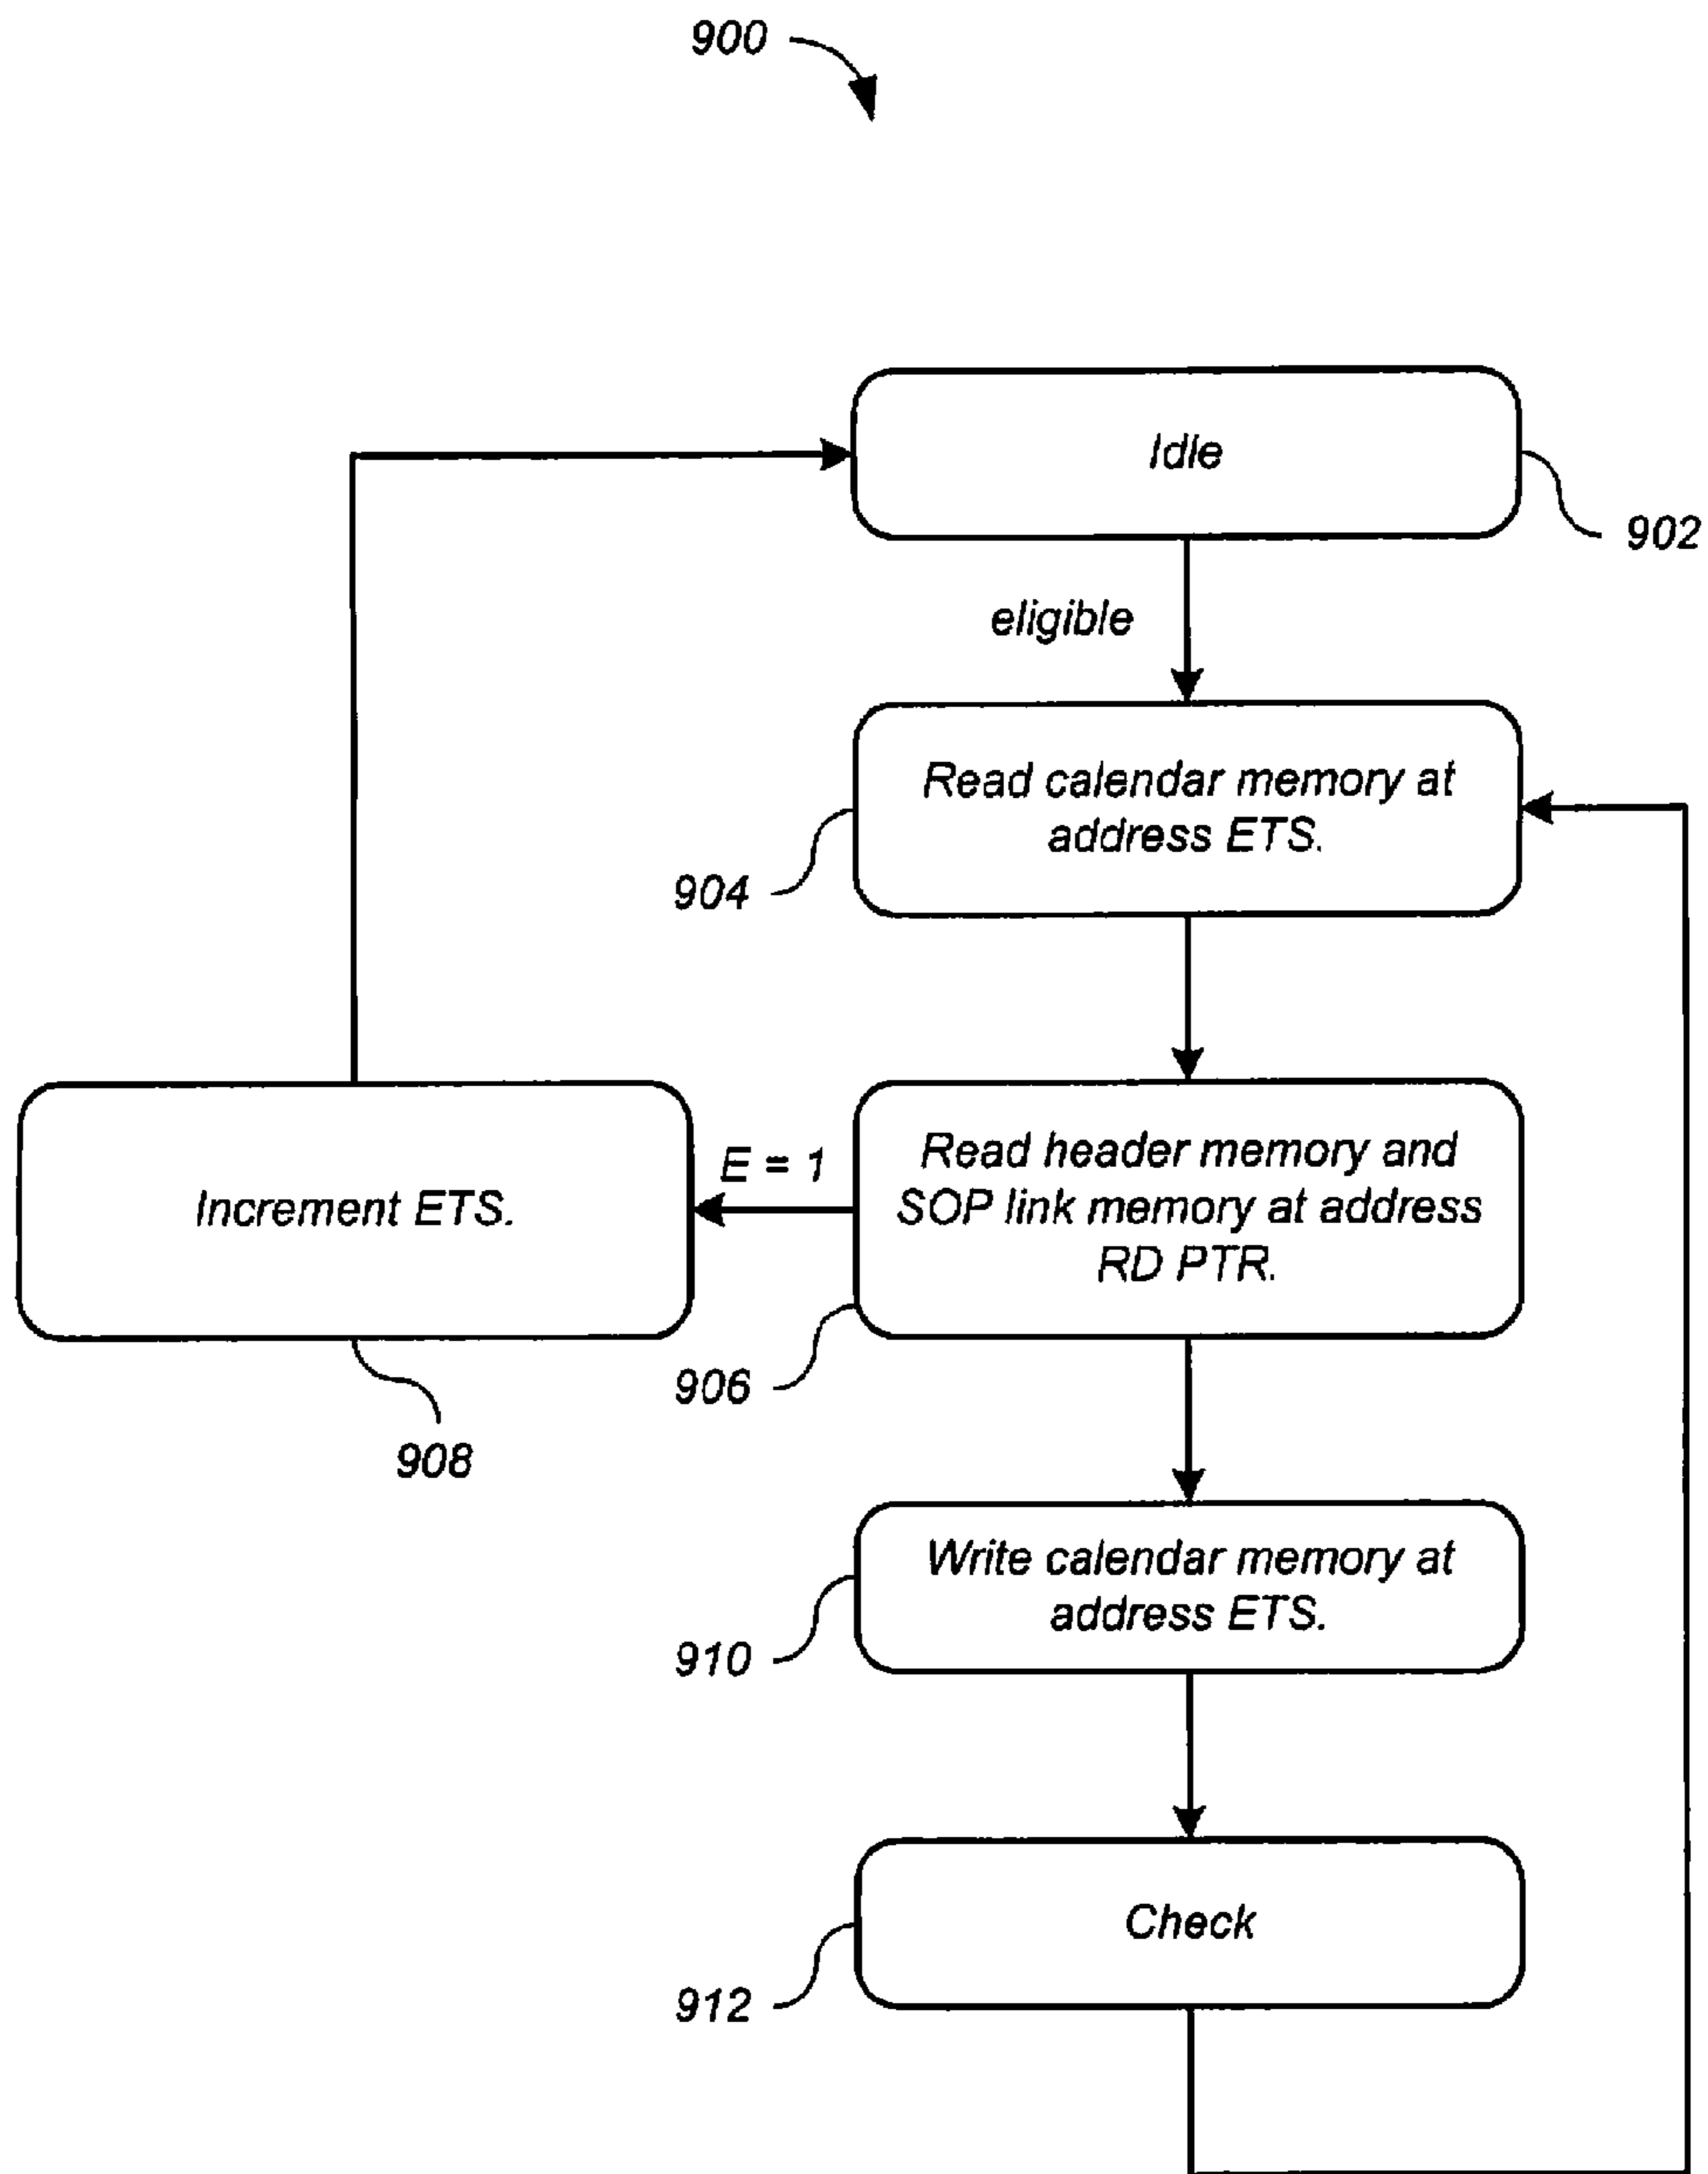 900
Idle
902
eligible
Read calendar memory at
address ETS.
904
Increment ETS.
E = 1
Read header memory and
SOP link memory at address
RD PTR.
906
908
Write calendar memory at
address ETS.
910
Check
912